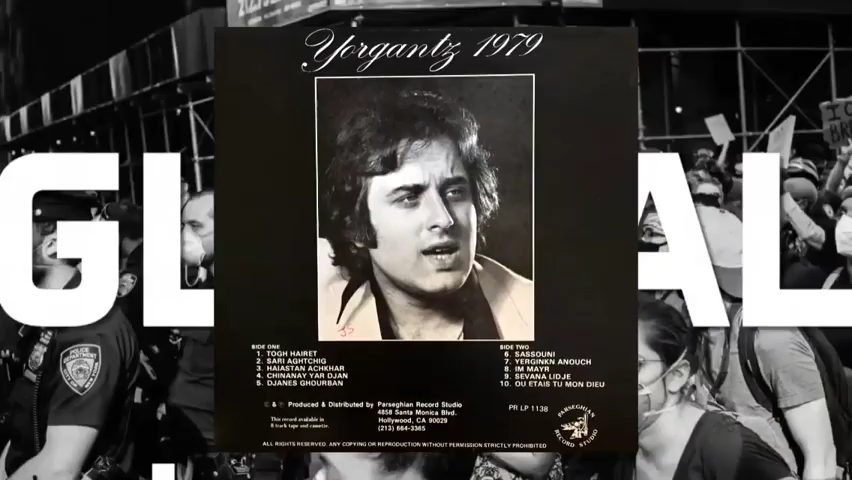 Yorgantz 1979
GL AL
SIDE ONE
1. TOGH HAIRET
2. SARI AGHTCHIG
3. HAIASTAN ACHKHAR
4. CHINANAY YAR DJAN
5. DJANES GHOURBAN
SIDE TWO
6. SASSOUNI
7. YERGINKN ANOUCH
8. IM MAYR
9. SEVANA LIDJE
10. OU ETAIS TU MON DIEU
© & ℗ Produced & Distributed by Parseghian Record Studio
4858 Santa Monica Blvd.
Hollywood, CA 90029
(213) 664-3365
This record available in
8 track tape and cassette.
PR LP 1138
PARSEGHIAN
RECORD STUDIO
ALL RIGHTS RESERVED. ANY COPYING OR REPRODUCTION WITHOUT PERMISSION STRICTLY PROHIBITED
POLICE